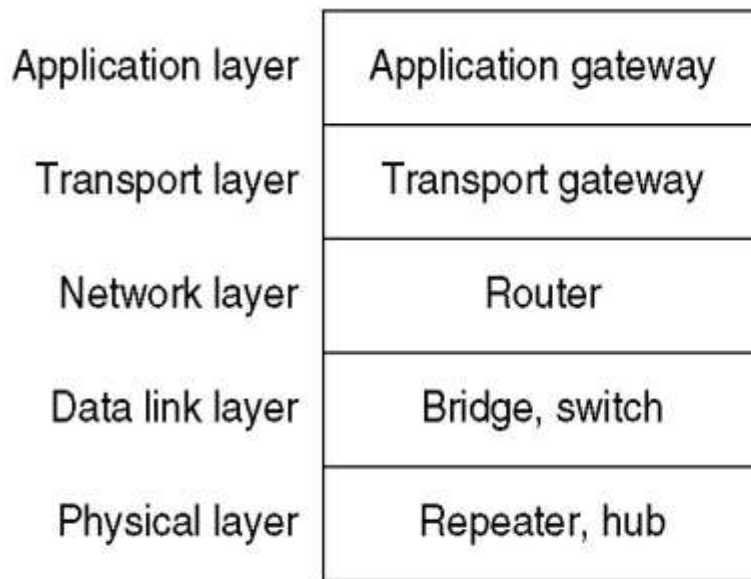 Application layer Application gateway
Transport layer Transport gateway
Network layer Router
Data link layer Bridge, switch
Physical layer Repeater, hub